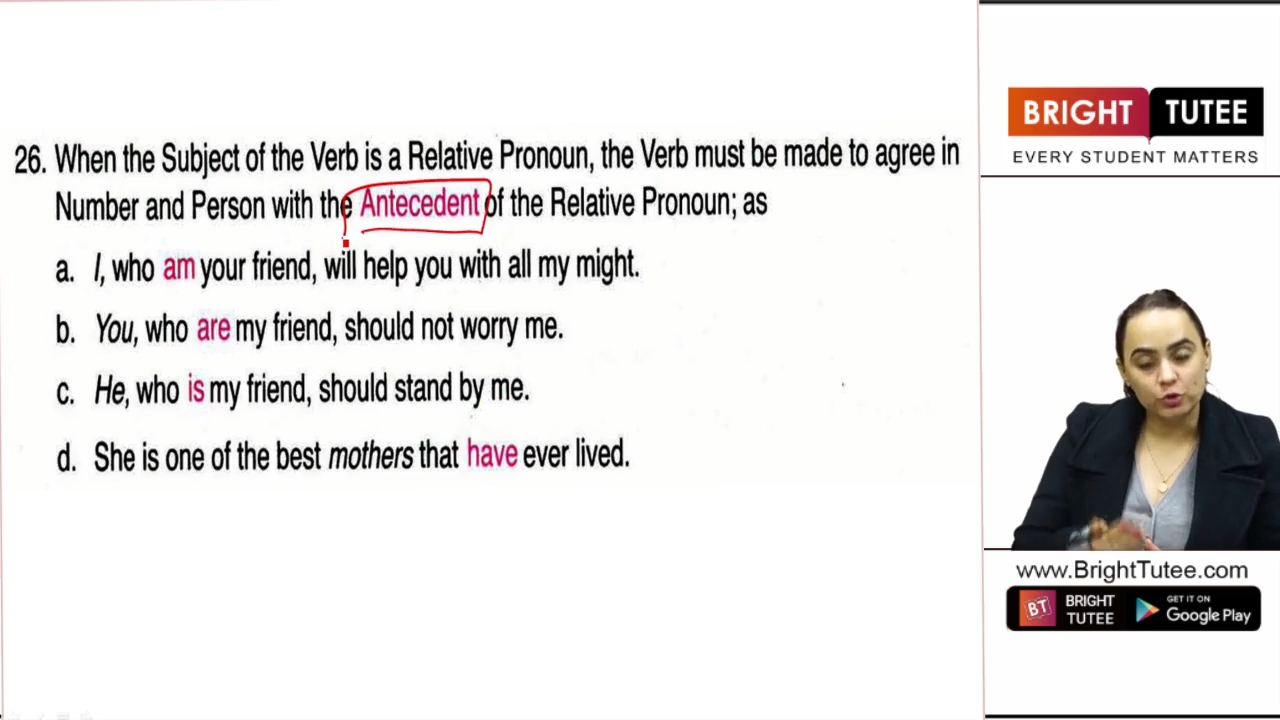 26. When the Subject of the Verb is a Relative Pronoun, the Verb must be made to agree in
Number and Person with the Antecedent of the Relative Pronoun; as
a. I, who am your friend, will help you with all my might.
b. You, who are my friend, should not worry me.
c. He, who is my friend, should stand by me.
d. She is one of the best mothers that have ever lived.
BRIGHT TUTEE
EVERY STUDENT MATTERS
www.BrightTutee.com
BT
BRIGHT
TUTEE
GET IT ON
Google Play